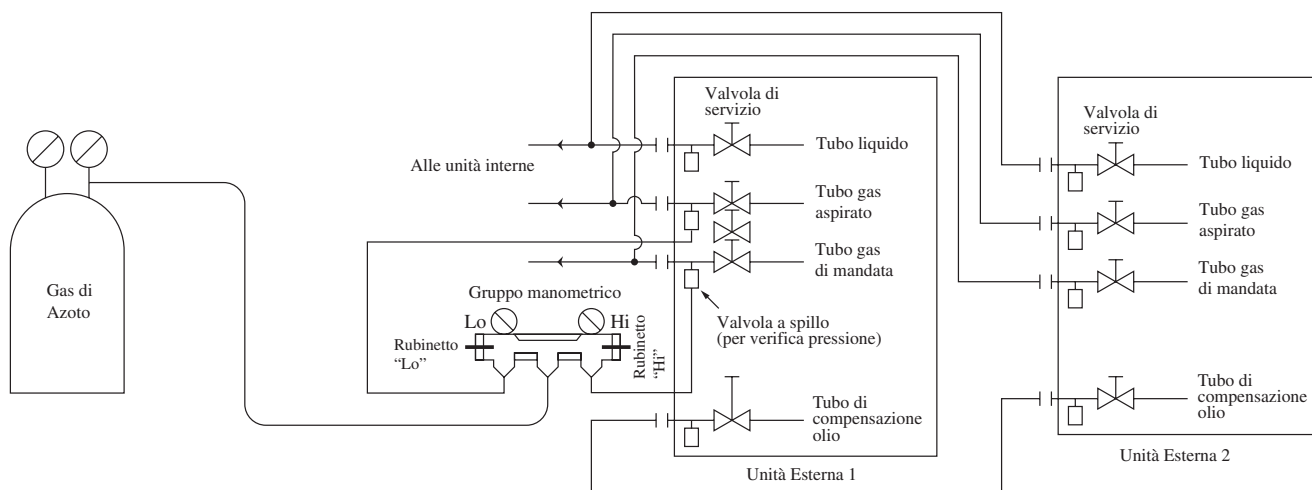 Valvola di
servizio
Tubo liquido
Alle unità interne
Tubo gas
aspirato
Tubo gas
di mandata
Gas di
Azoto
Gruppo manometrico
Lo
Hi
Rubinetto
“Lo”
Rubinetto
“Hi”
Valvola a spillo
(per verifica pressione)
Tubo di
compensazione
olio
Unità Esterna 1
Valvola di
servizio
Tubo liquido
Tubo gas
aspirato
Tubo gas
di mandata
Tubo di
compensazione
olio
Unità Esterna 2